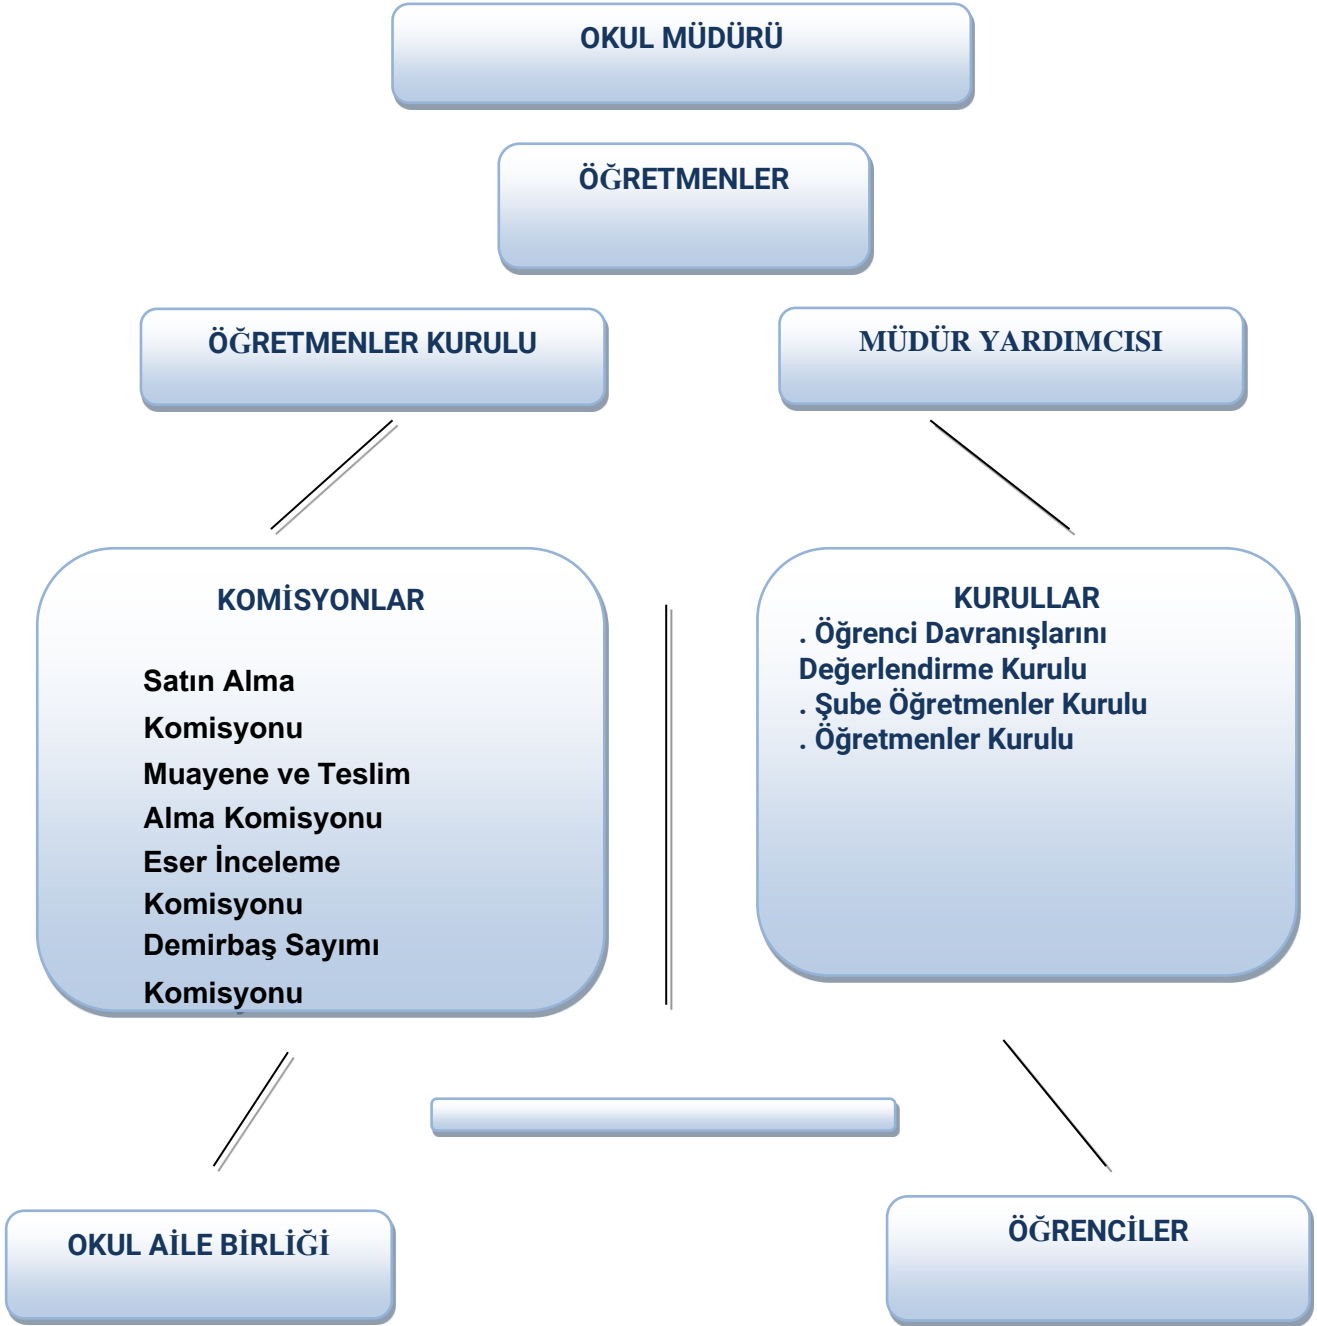 OKUL MÜDÜRÜ
ÖĞRETMENLER
ÖĞRETMENLER KURULU
MÜDÜR YARDIMCISI
KOMİSYONLAR
Satın Alma
Komisyonu
Muayene ve Teslim
Alma Komisyonu
Eser İnceleme
Komisyonu
Demirbaş Sayımı
Komisyonu
KURULLAR
. Öğrenci Davranışlarını
Değerlendirme Kurulu
. Şube Öğretmenler Kurulu
. Öğretmenler Kurulu
OKUL AİLE BİRLİĞİ
ÖĞRENCİLER